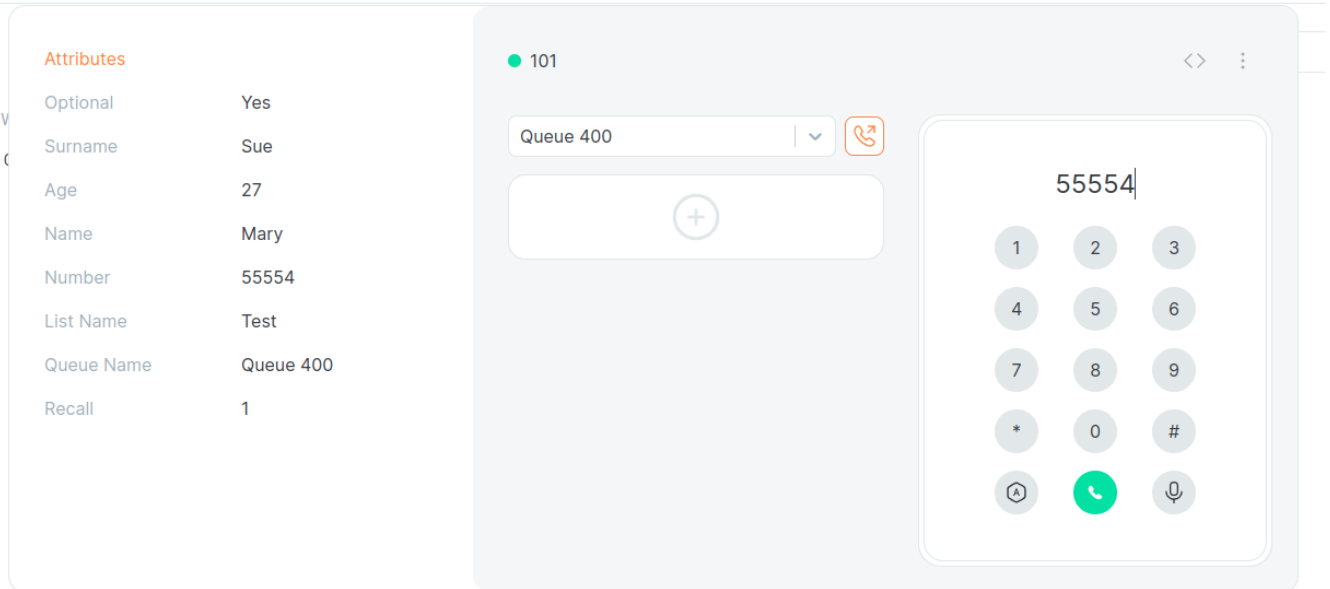 Attributes
Optional Yes
Surname Sue
Age 27
Name Mary
Number 55554
List Name Test
Queue Name Queue 400
Recall 1
101
Queue 400
55554
1 2 3
4 5 6
7 8 9
* 0 #
A